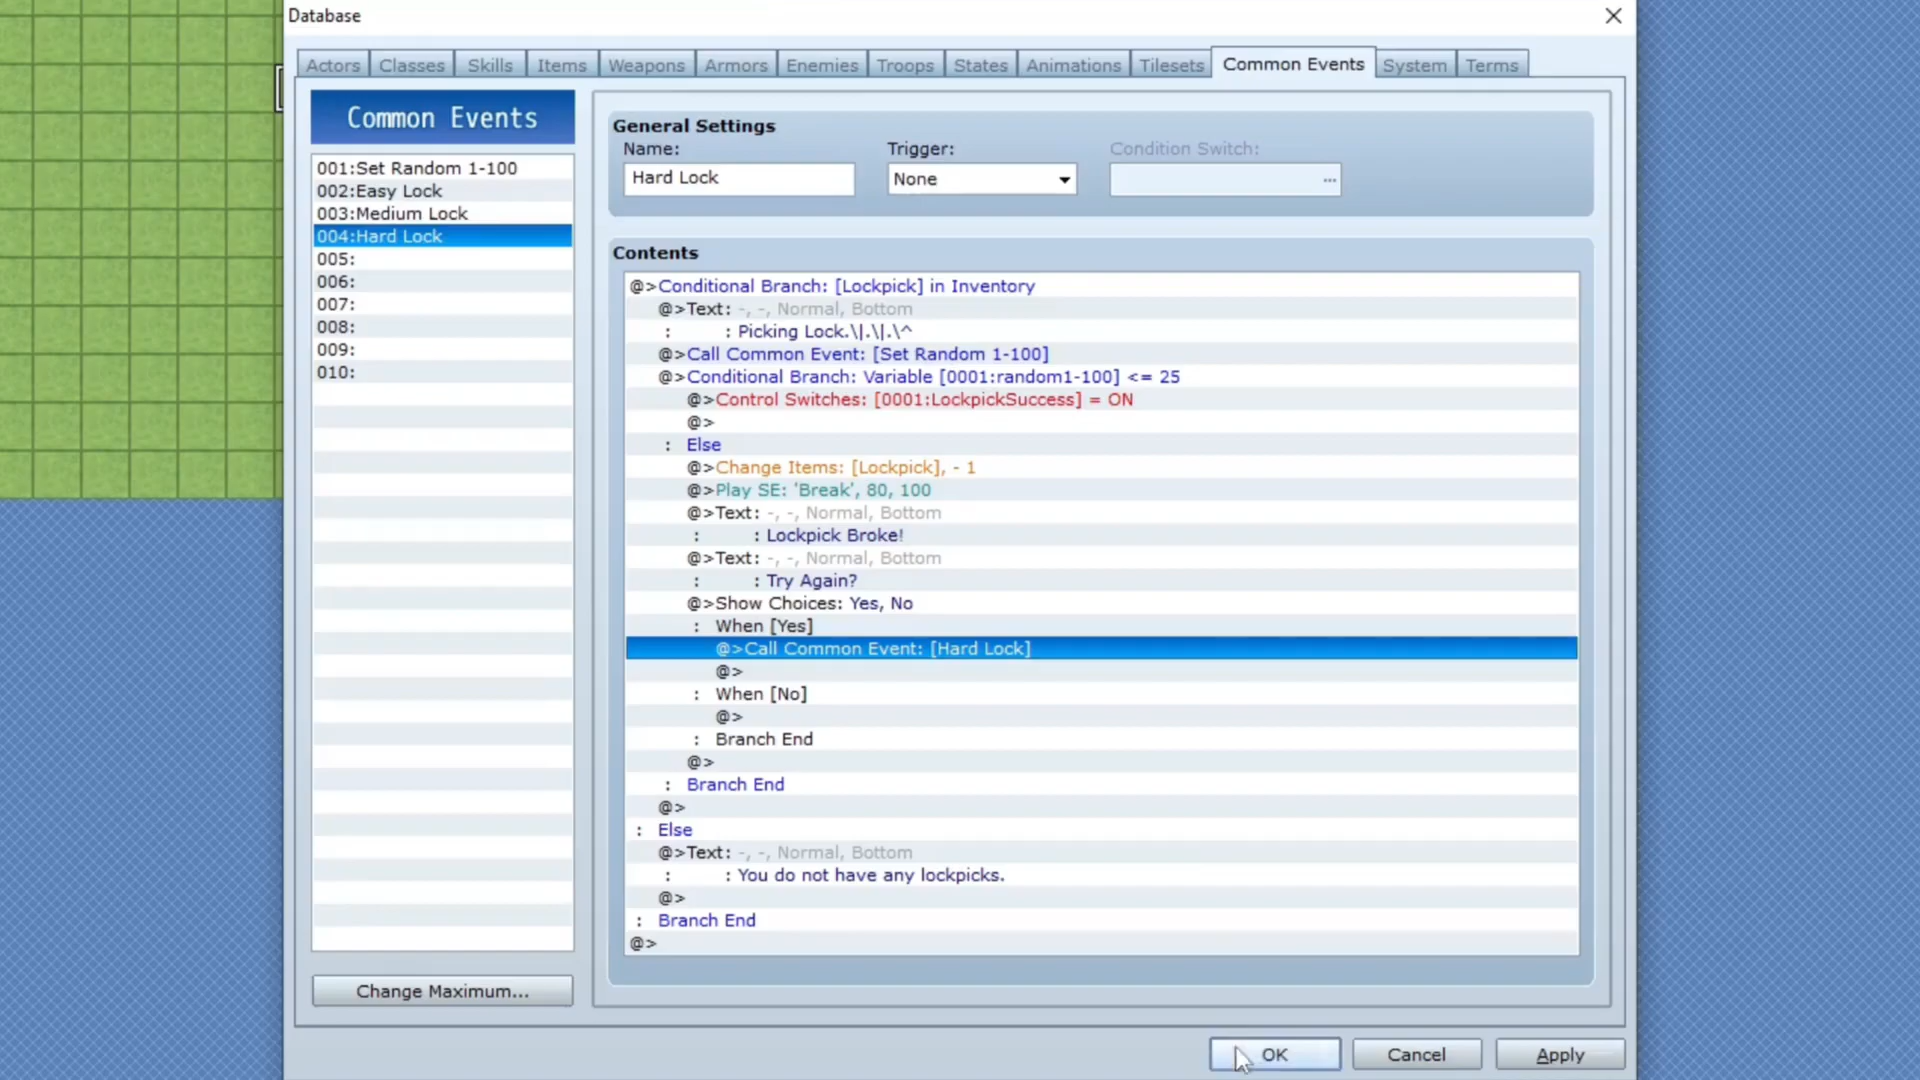 Database
Actors Classes Skills Items Weapons Armors Enemies Troops States Animations Tilesets Common Events System Terms
Common Events
001:Set Random 1-100
002:Easy Lock
003:Medium Lock
004:Hard Lock
005:
006:
007:
008:
009:
010:
Change Maximum...
General Settings
Name: Trigger: Condition Switch:
Hard Lock None ...
Contents
@>Conditional Branch: [Lockpick] in Inventory
@>Text: -, -, Normal, Bottom
: : Picking Lock.\|.\|.\^
@>Call Common Event: [Set Random 1-100]
@>Conditional Branch: Variable [0001:random1-100] <= 25
@>Control Switches: [0001:LockpickSuccess] = ON
@>
: Else
@>Change Items: [Lockpick], - 1
@>Play SE: 'Break', 80, 100
@>Text: -, -, Normal, Bottom
: : Lockpick Broke!
@>Text: -, -, Normal, Bottom
: : Try Again?
@>Show Choices: Yes, No
: When [Yes]
@>Call Common Event: [Hard Lock]
@>
: When [No]
@>
: Branch End
@>
: Branch End
@>
: Else
@>Text: -, -, Normal, Bottom
: : You do not have any lockpicks.
@>
: Branch End
@>
OK Cancel Apply